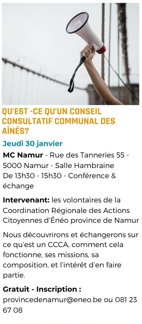 QU'EST -CE QU'UN CONSEIL
CONSULTATIF COMMUNAL DES
AÎNÉS?
Jeudi 30 janvier
MC Namur - Rue des Tanneries 55 -
5000 Namur - Salle Hambraine
De 13h30 - 15h30 - Conférence &
échange
Intervenant: les volontaires de la
Coordination Régionale des Actions
Citoyennes d'Énéo province de Namur
Nous découvrirons et échangerons sur
ce qu'est un CCCA, comment cela
fonctionne, ses missions, sa
composition, et l'intérêt d'en faire
partie.
Gratuit - Inscription :
provincedenamur@eneo.be ou 081 23
67 08